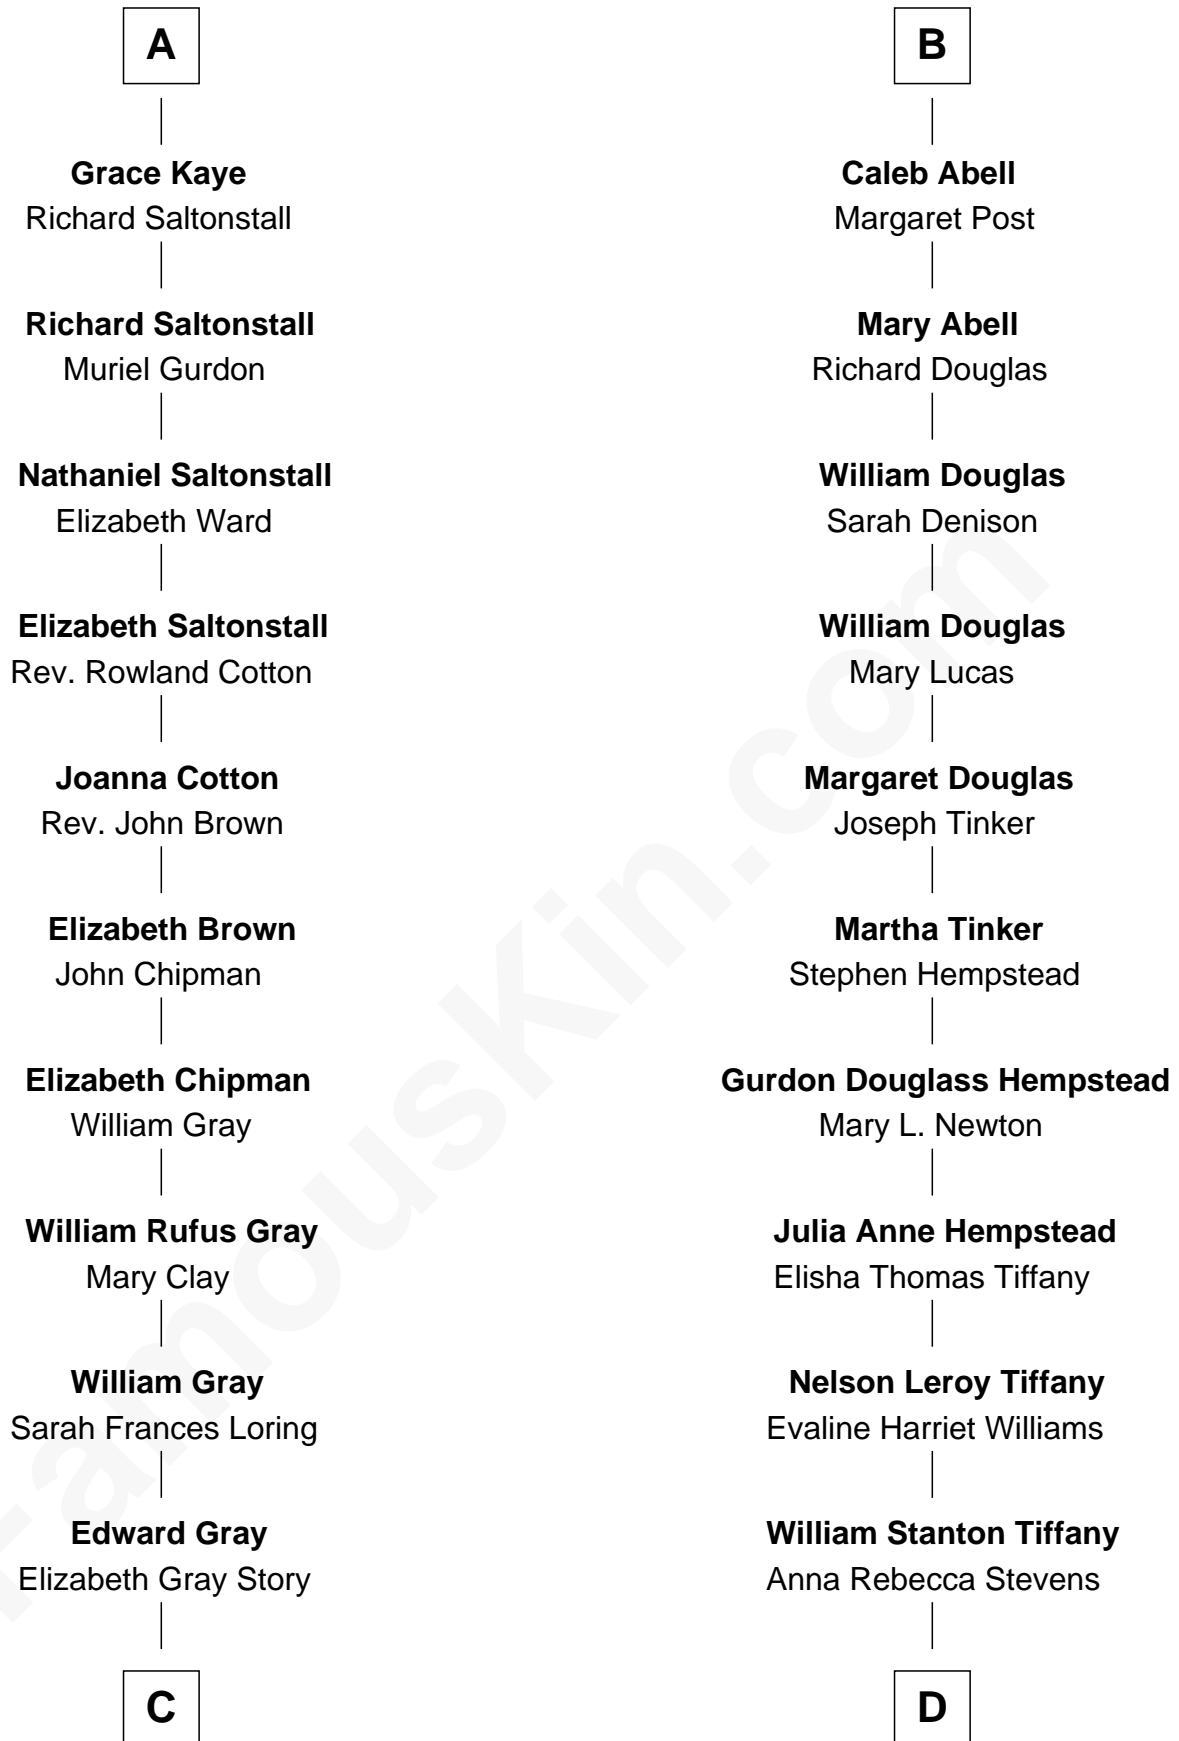 A
Grace Kaye
Richard Saltonstall
Richard Saltonstall
Muriel Gurdon
Nathaniel Saltonstall
Elizabeth Ward
Elizabeth Saltonstall
Rev. Rowland Cotton
Joanna Cotton
Rev. John Brown
Elizabeth Brown
John Chipman
Elizabeth Chipman
William Gray
William Rufus Gray
Mary Clay
William Gray
Sarah Frances Loring
Edward Gray
Elizabeth Gray Story
C
B
Caleb Abell
Margaret Post
Mary Abell
Richard Douglas
William Douglas
Sarah Denison
William Douglas
Mary Lucas
Margaret Douglas
Joseph Tinker
Martha Tinker
Stephen Hempstead
Gurdon Douglass Hempstead
Mary L. Newton
Julia Anne Hempstead
Elisha Thomas Tiffany
Nelson Leroy Tiffany
Evaline Harriet Williams
William Stanton Tiffany
Anna Rebecca Stevens
D
FamousKin.com